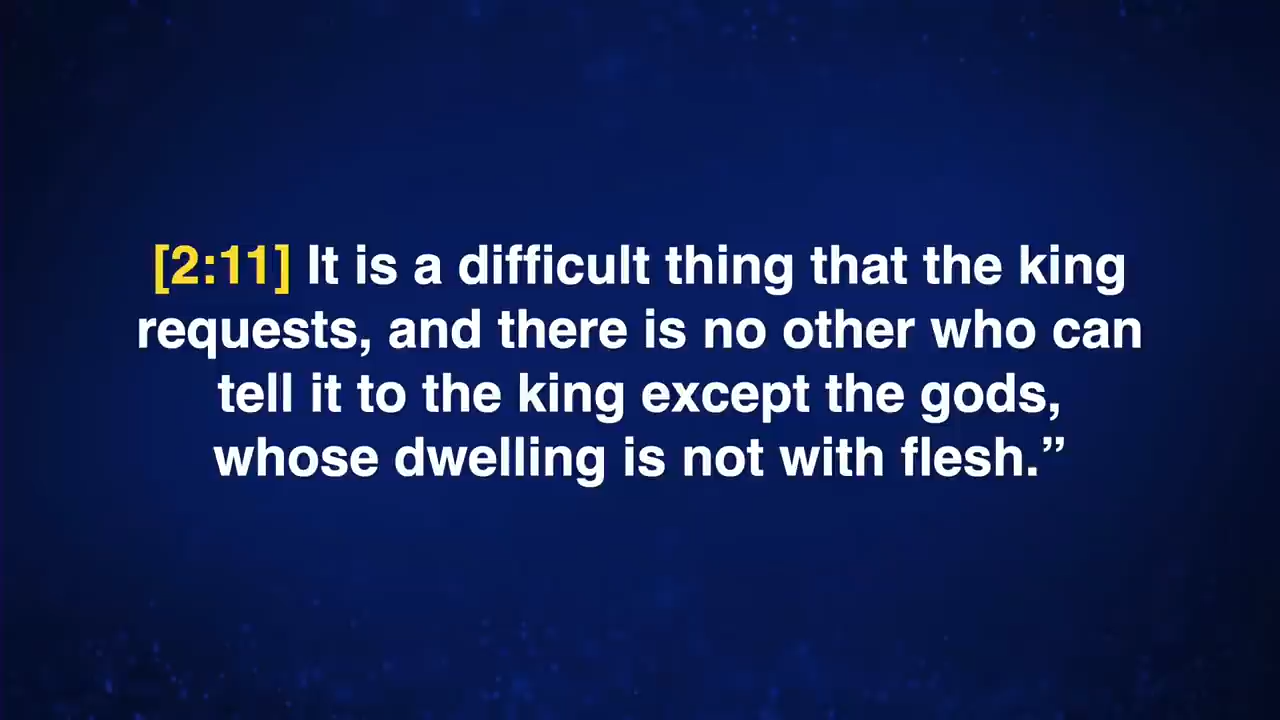 [2:11] It is a difficult thing that the king
requests, and there is no other who can
tell it to the king except the gods,
whose dwelling is not with flesh.”